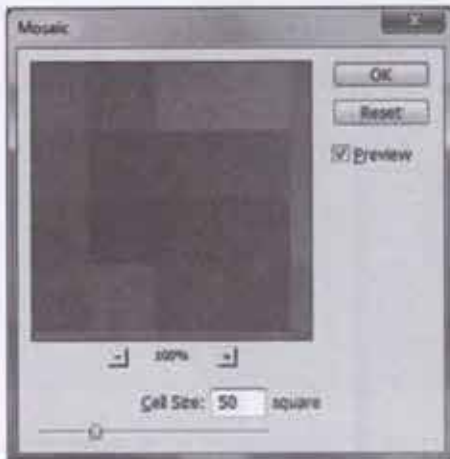 Mosaic
OK
Reset
Preview
- 100% +
Cell Size: 50 square